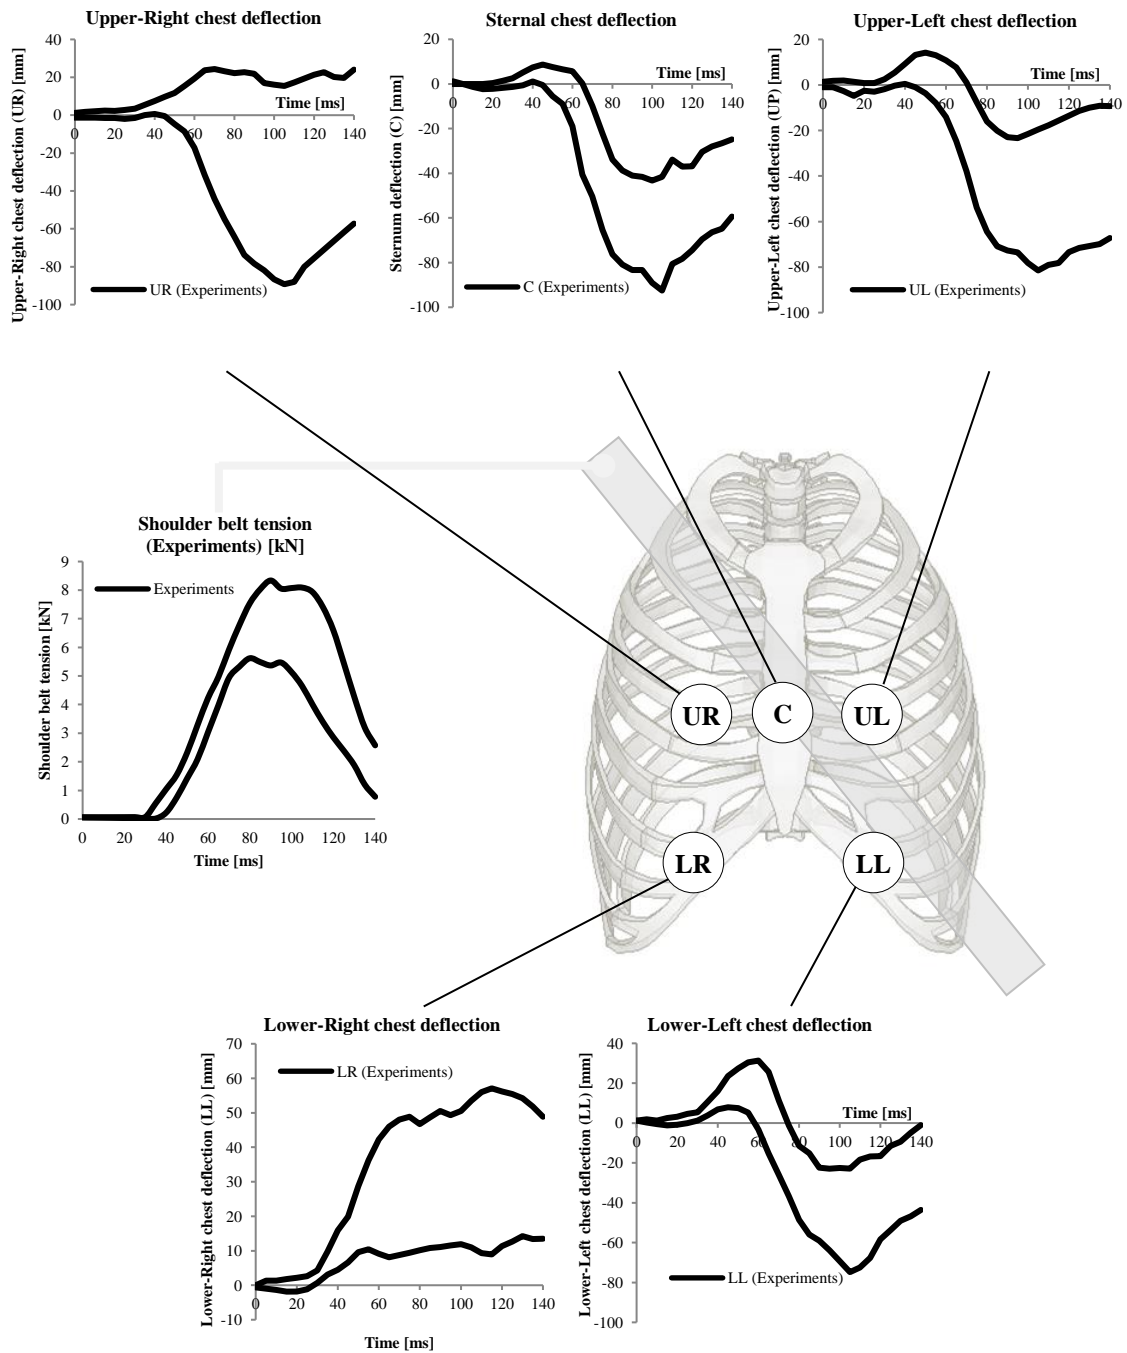 Upper-Right chest deflection
Upper-Right chest deflection (UR) [mm]
40
20
0
-20
-40
-60
-80
-100
0 20 40 60 80 100 120 140
Time [ms]
UR (Experiments)
Sternal chest deflection
Sternum deflection (C) [mm]
20
0
-20
-40
-60
-80
-100
0 20 40 60 80 100 120 140
Time [ms]
C (Experiments)
Upper-Left chest deflection
Upper-Left chest deflection (UP) [mm]
20
0
-20
-40
-60
-80
-100
0 20 40 60 80 100 120 140
Time [ms]
UL (Experiments)
Shoulder belt tension
(Experiments) [kN]
Shoulder belt tension [kN]
9
8
7
6
5
4
3
2
1
0
0 20 40 60 80 100 120 140
Time [ms]
Experiments
UR C UL
LR LL
Lower-Right chest deflection
Lower-Right chest deflection (LL) [mm]
70
60
50
40
30
20
10
0
-10
0 20 40 60 80 100 120 140
Time [ms]
LR (Experiments)
Lower-Left chest deflection
Lower-Left chest deflection (LL) [mm]
40
20
0
-20
-40
-60
-80
-100
0 20 40 60 80 100 120 140
Time [ms]
LL (Experiments)